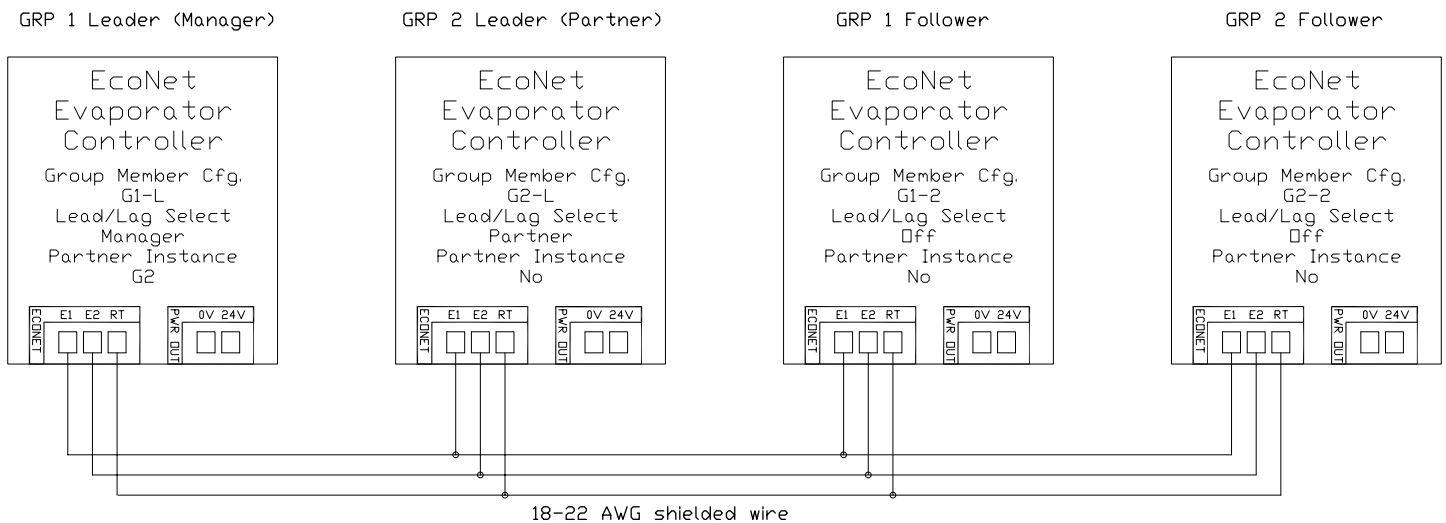 GRP 1 Leader (Manager)
EcoNet
Evaporator
Controller
Group Member Cfg.
G1-L
Lead/Lag Select
Manager
Partner Instance
G2
ECONET
E1 E2 RT
PWR OUT
0V 24V
GRP 2 Leader (Partner)
EcoNet
Evaporator
Controller
Group Member Cfg.
G2-L
Lead/Lag Select
Partner
Partner Instance
No
ECONET
E1 E2 RT
PWR OUT
0V 24V
GRP 1 Follower
EcoNet
Evaporator
Controller
Group Member Cfg.
G1-2
Lead/Lag Select
Off
Partner Instance
No
ECONET
E1 E2 RT
PWR OUT
0V 24V
GRP 2 Follower
EcoNet
Evaporator
Controller
Group Member Cfg.
G2-2
Lead/Lag Select
Off
Partner Instance
No
ECONET
E1 E2 RT
PWR OUT
0V 24V
18-22 AWG shielded wire